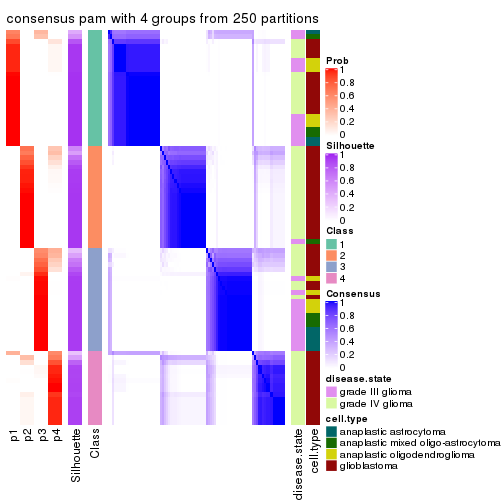 consensus pam with 4 groups from 250 partitions
Prob
1
0.8
0.6
0.4
0.2
0
Silhouette
1
0.8
0.6
0.4
0.2
0
Class
1
2
3
4
Consensus
1
0.8
0.6
0.4
0.2
0
disease.state
grade III glioma
grade IV glioma
cell.type
anaplastic astrocytoma
anaplastic mixed oligo-astrocytoma
anaplastic oligodendroglioma
glioblastoma
p1
p2
p3
p4
Silhouette
Class
disease.state
cell.type